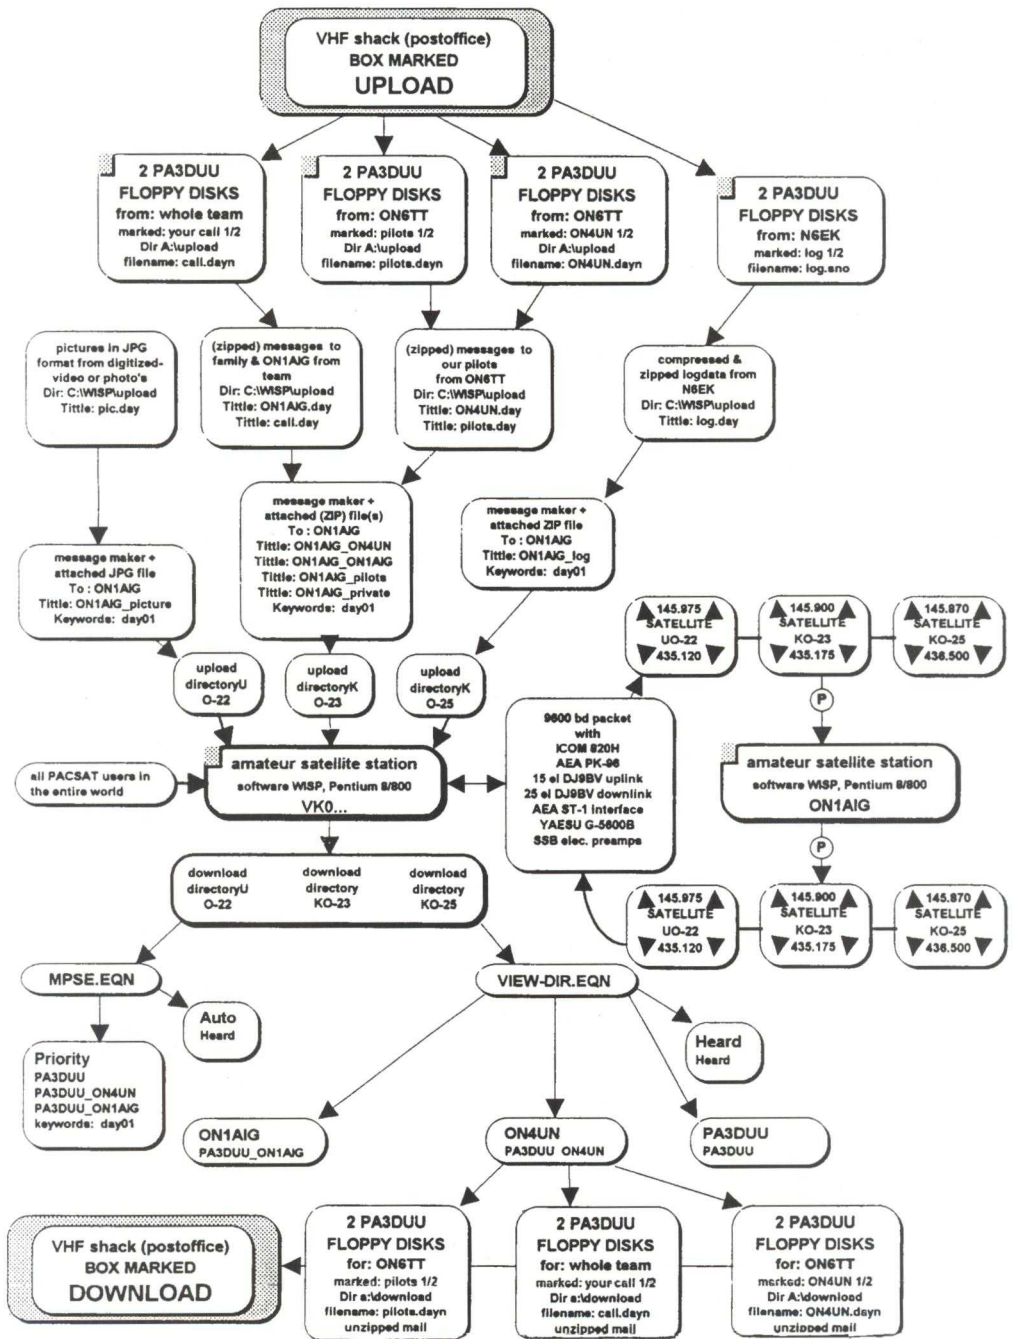 VHF shack (postoffice)
BOX MARKED
UPLOAD
2 PA3DUU
FLOPPY DISKS
from: whole team
marked: your call 1/2
Dir A:\upload
filename: call.dayn
2 PA3DUU
FLOPPY DISKS
from: ON6TT
marked: pilots 1/2
Dir A:\upload
filename: pilots.dayn
2 PA3DUU
FLOPPY DISKS
from: ON6TT
marked: ON4UN 1/2
Dir A:\upload
filename: ON4UN.dayn
2 PA3DUU
FLOPPY DISKS
from: N6EK
marked: log 1/2
filename: log.sno
pictures in JPG
format from digitized-
video or photo's
Dir: C:\WISP\upload
Tittle: pic.day
(zipped) messages to
family & ON1AIG from
team
Dir: C:\WISP\upload
Tittle: ON1AIG.day
Tittle: call.day
(zipped) messages to
our pilots
from ON6TT
Dir: C:\WISP\upload
Tittle: ON4UN.day
Tittle: pilots.day
compressed &
zipped logdata from
N6EK
Dir: C:\WISP\upload
Tittle: log.day
message maker +
attached JPG file
To : ON1AIG
Tittle: ON1AIG_picture
Keywords: day01
message maker +
attached (ZIP) file(s)
To : ON1AIG
Tittle: ON1AIG_ON4UN
Tittle: ON1AIG_ON1AIG
Tittle: ON1AIG_pilots
Tittle: ON1AIG_private
Keywords: day01
message maker +
attached ZIP file
To : ON1AIG
Tittle: ON1AIG_log
Keywords: day01
upload
directoryU
O-22
upload
directoryK
O-23
upload
directoryK
O-25
145.975
SATELLITE
UO-22
435.120
145.900
SATELLITE
KO-23
435.175
145.870
SATELLITE
KO-25
436.500
P
all PACSAT users in
the entire world
amateur satellite station
software WISP, Pentium 8/800
VK0...
9600 bd packet
with
ICOM 820H
AEA PK-96
15 el DJ9BV uplink
25 el DJ9BV downlink
AEA ST-1 interface
YAESU G-5600B
SSB elec. preamps
amateur satellite station
software WISP, Pentium 8/800
ON1AIG
P
download
directoryU
O-22
download
directory
KO-23
download
directory
KO-25
145.975
SATELLITE
UO-22
435.120
145.900
SATELLITE
KO-23
435.175
145.870
SATELLITE
KO-25
436.500
MPSE.EQN
VIEW-DIR.EQN
Auto
Heard
Heard
Heard
Priority
PA3DUU
PA3DUU_ON4UN
PA3DUU_ON1AIG
keywords: day01
ON1AIG
PA3DUU_ON1AIG
ON4UN
PA3DUU ON4UN
PA3DUU
PA3DUU
VHF shack (postoffice)
BOX MARKED
DOWNLOAD
2 PA3DUU
FLOPPY DISKS
for: ON6TT
marked: pilots 1/2
Dir a:\download
filename: pilots.dayn
unzipped mail
2 PA3DUU
FLOPPY DISKS
for: whole team
marked: your call 1/2
Dir a:\download
filename: call.dayn
unzipped mail
2 PA3DUU
FLOPPY DISKS
for: ON6TT
marked: ON4UN 1/2
Dir A:\download
filename: ON4UN.dayn
unzipped mail